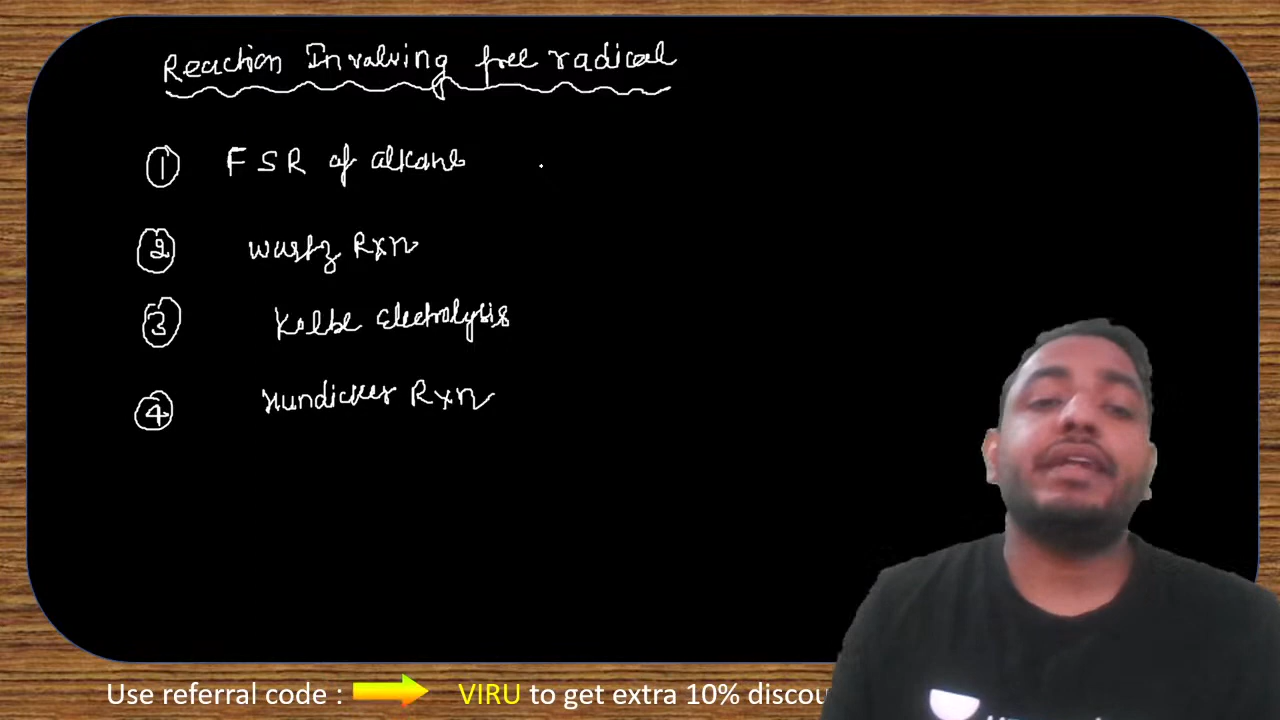 Reaction Involving free radical
① FSR of alkane
② Wurtz Rxn
③ Kolbe Electrolysis
④ Hundicker Rxn
Use referral code : VIRU to get extra 10% discou